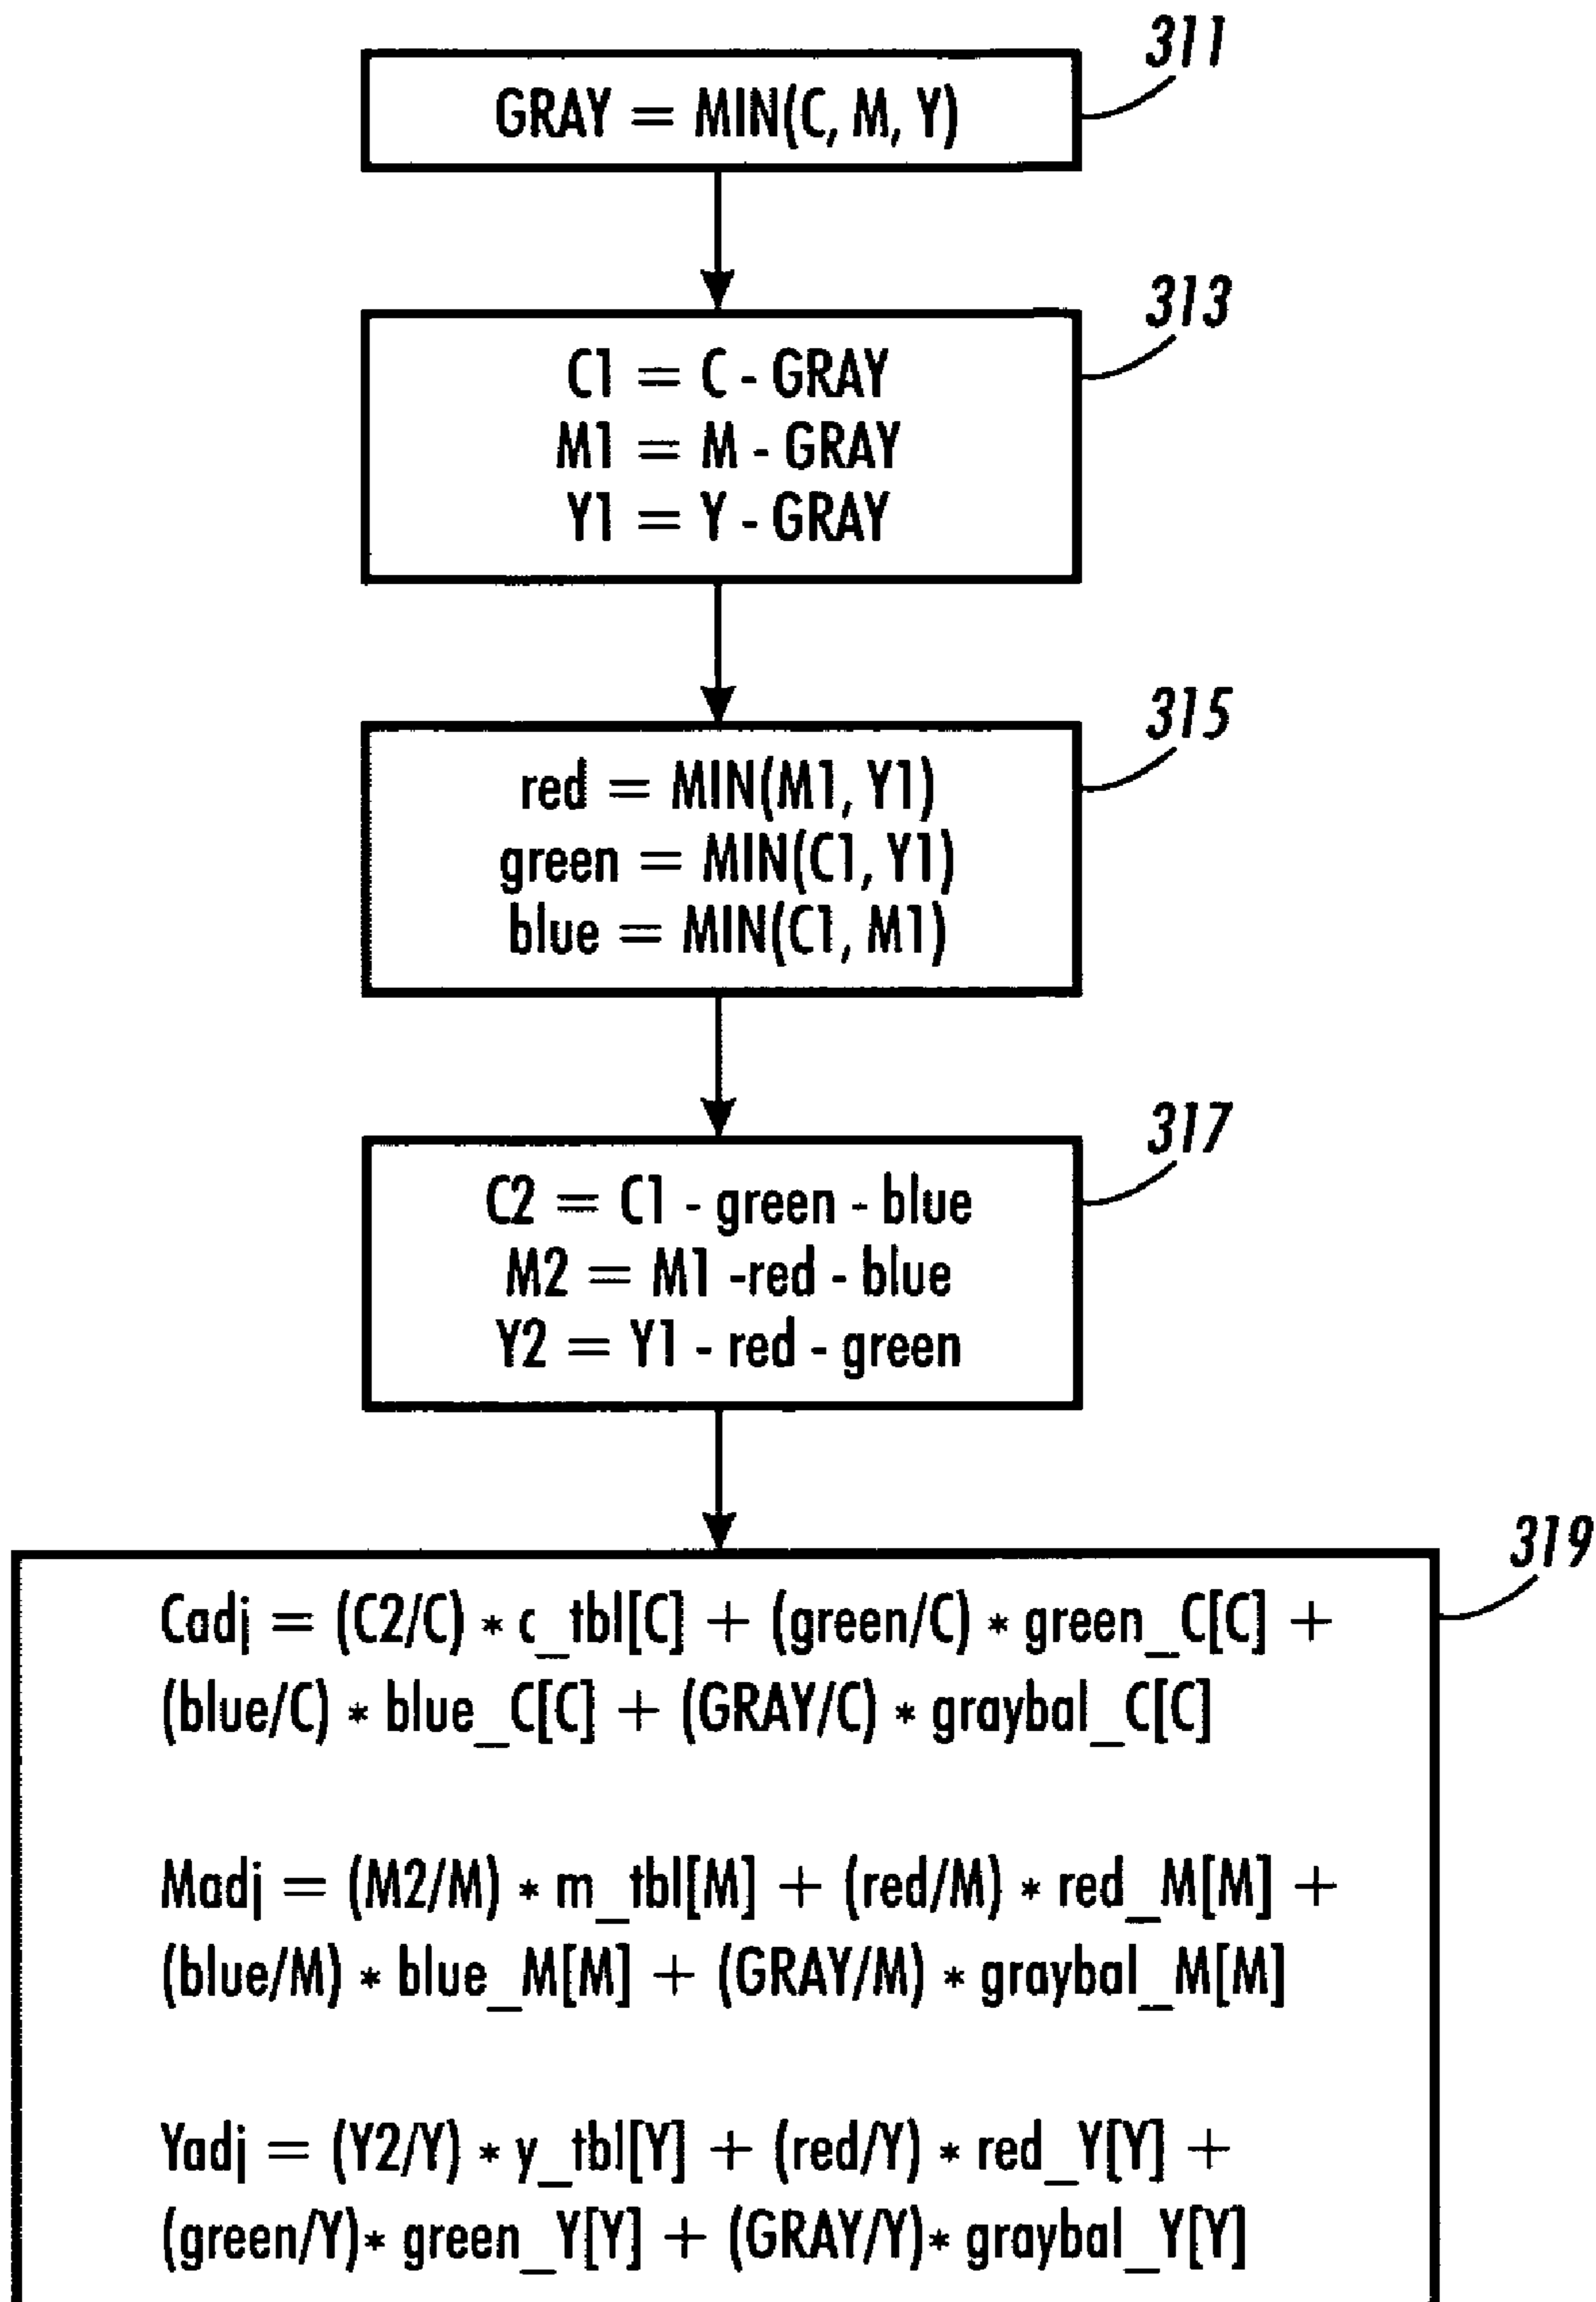 311
GRAY = MIN(C, M, Y)
313
C1 = C - GRAY
M1 = M - GRAY
Y1 = Y - GRAY
315
red = MIN(M1, Y1)
green = MIN(C1, Y1)
blue = MIN(C1, M1)
317
C2 = C1 - green - blue
M2 = M1 -red - blue
Y2 = Y1 - red - green
319
Cadj = (C2/C) * c_tbl[C] + (green/C) * green_C[C] +
(blue/C) * blue_C[C] + (GRAY/C) * graybal_C[C]
Madj = (M2/M) * m_tbl[M] + (red/M) * red_M[M] +
(blue/M) * blue_M[M] + (GRAY/M) * graybal_M[M]
Yadj = (Y2/Y) * y_tbl[Y] + (red/Y) * red_Y[Y] +
(green/Y)* green_Y[Y] + (GRAY/Y)* graybal_Y[Y]